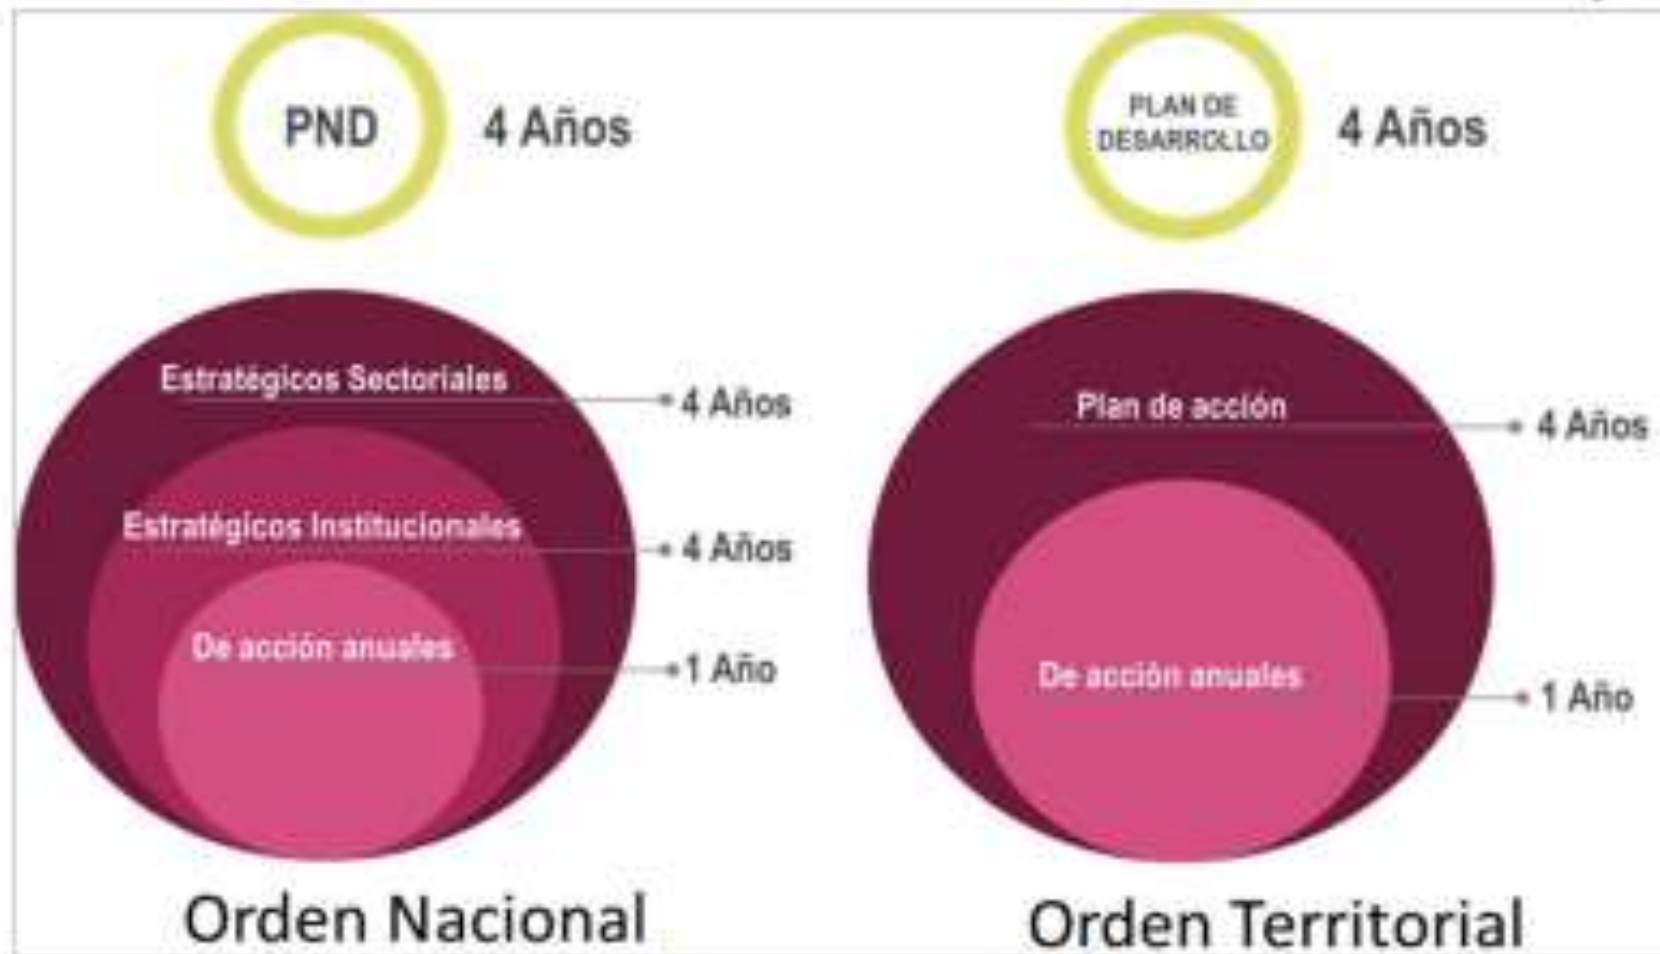 PND
4 Años
Estratégicos Sectoriales
4 Años
Estratégicos Institucionales
4 Años
De acción anuales
1 Año
Orden Nacional
PLAN DE
DESARROLLO
4 Años
Plan de acción
4 Años
De acción anuales
1 Año
Orden Territorial